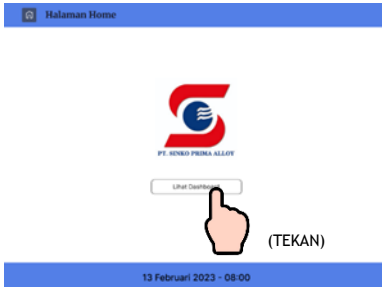 Halaman Home
PT. SINKO PRIMA ALLOY
Lihat Dashboard
(TEKAN)
13 Februari 2023 - 08:00